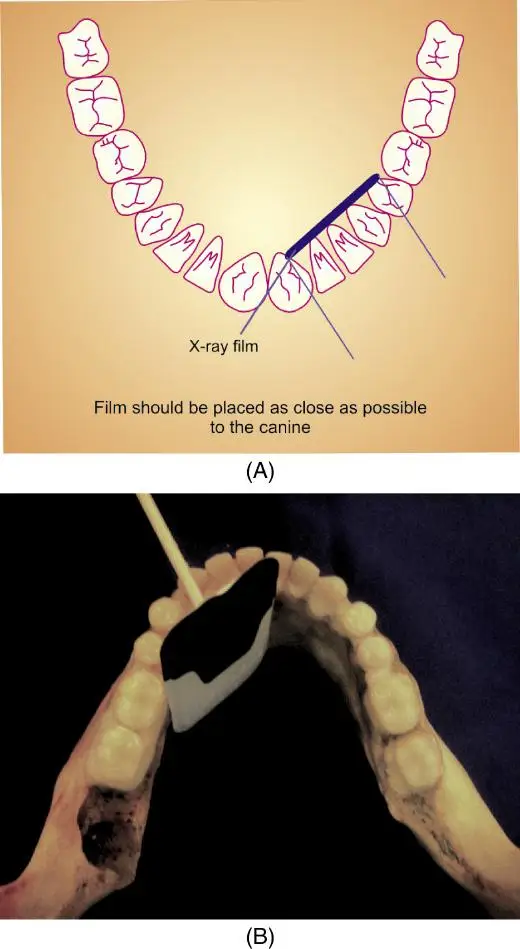 X-ray film
Film should be placed as close as possible
to the canine
(A)
(B)